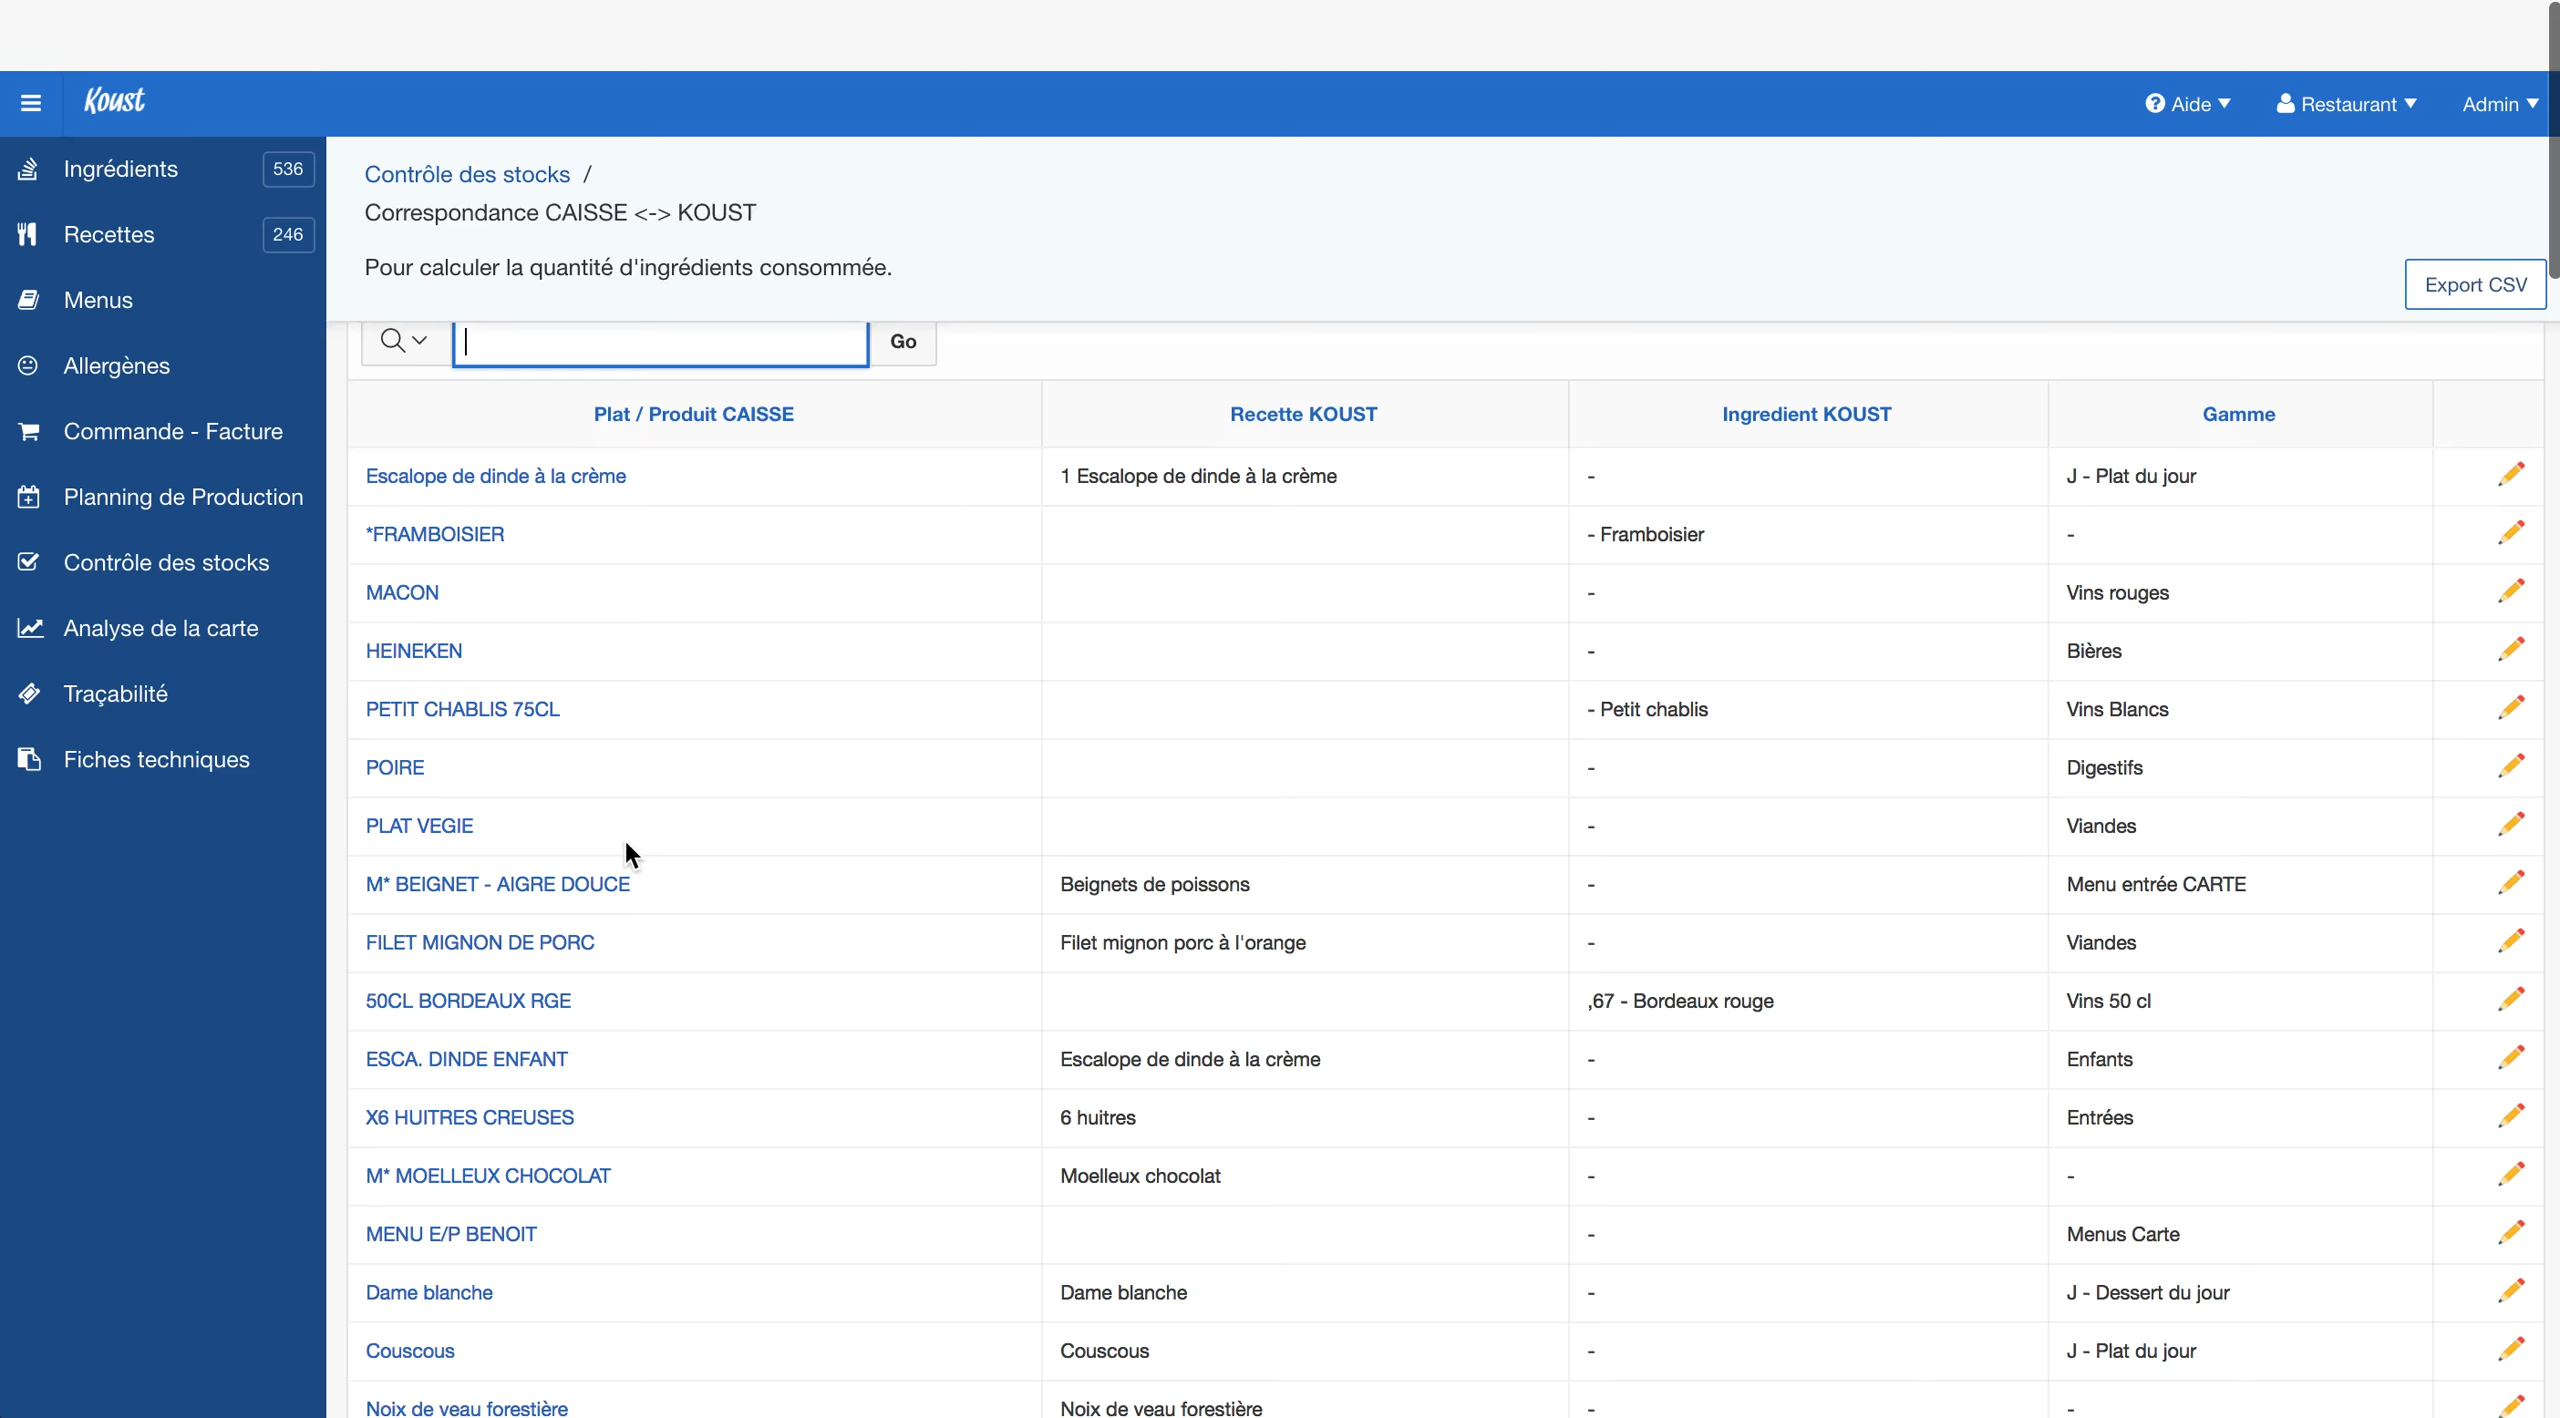 Koust
Aide
Restaurant
Admin
Ingrédients 536
Recettes 246
Menus
Allergènes
Commande - Facture
Planning de Production
Contrôle des stocks
Analyse de la carte
Traçabilité
Fiches techniques
Contrôle des stocks /
Correspondance CAISSE <-> KOUST
Pour calculer la quantité d'ingrédients consommée.
Export CSV
Go
Plat / Produit CAISSE Recette KOUST Ingredient KOUST Gamme
Escalope de dinde à la crème 1 Escalope de dinde à la crème - J - Plat du jour
*FRAMBOISIER - Framboisier -
MACON - Vins rouges
HEINEKEN - Bières
PETIT CHABLIS 75CL - Petit chablis Vins Blancs
POIRE - Digestifs
PLAT VEGIE - Viandes
M* BEIGNET - AIGRE DOUCE Beignets de poissons - Menu entrée CARTE
FILET MIGNON DE PORC Filet mignon porc à l'orange - Viandes
50CL BORDEAUX RGE ,67 - Bordeaux rouge Vins 50 cl
ESCA. DINDE ENFANT Escalope de dinde à la crème - Enfants
X6 HUITRES CREUSES 6 huitres - Entrées
M* MOELLEUX CHOCOLAT Moelleux chocolat - -
MENU E/P BENOIT - Menus Carte
Dame blanche Dame blanche - J - Dessert du jour
Couscous Couscous - J - Plat du jour
Noix de veau forestière Noix de veau forestière - -